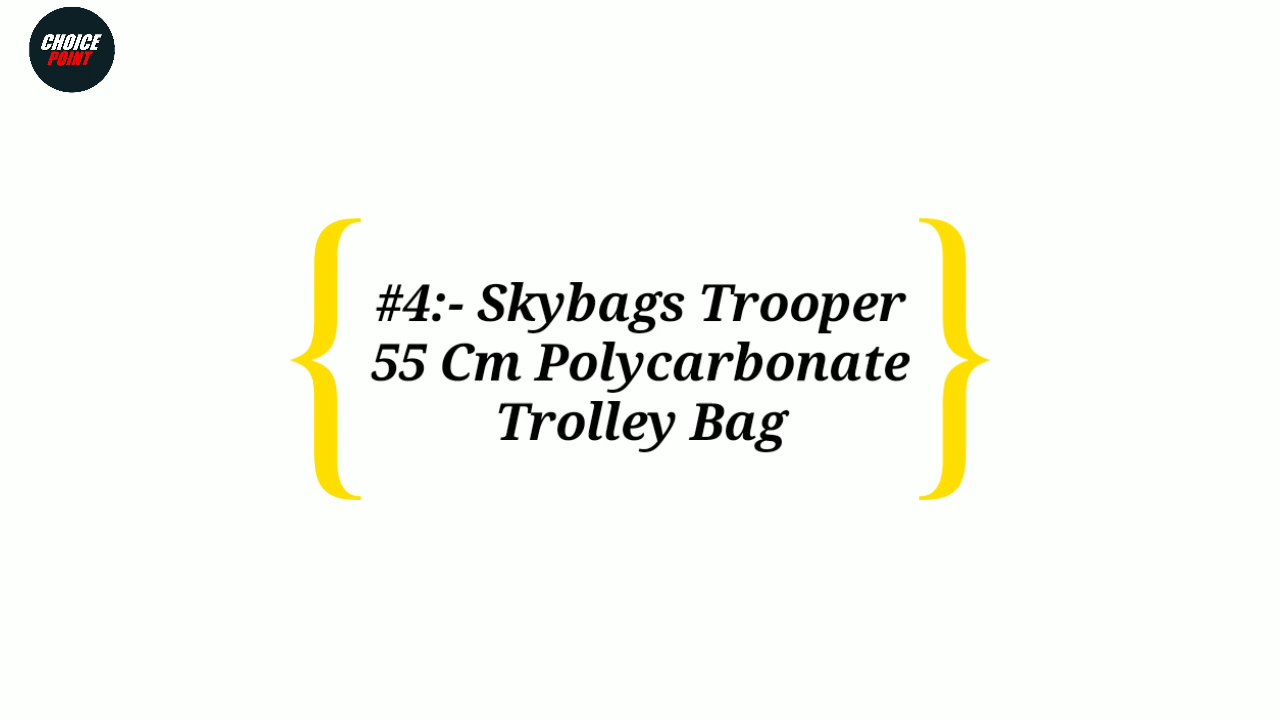 CHOICE
POINT
#4:- Skybags Trooper
55 Cm Polycarbonate
Trolley Bag